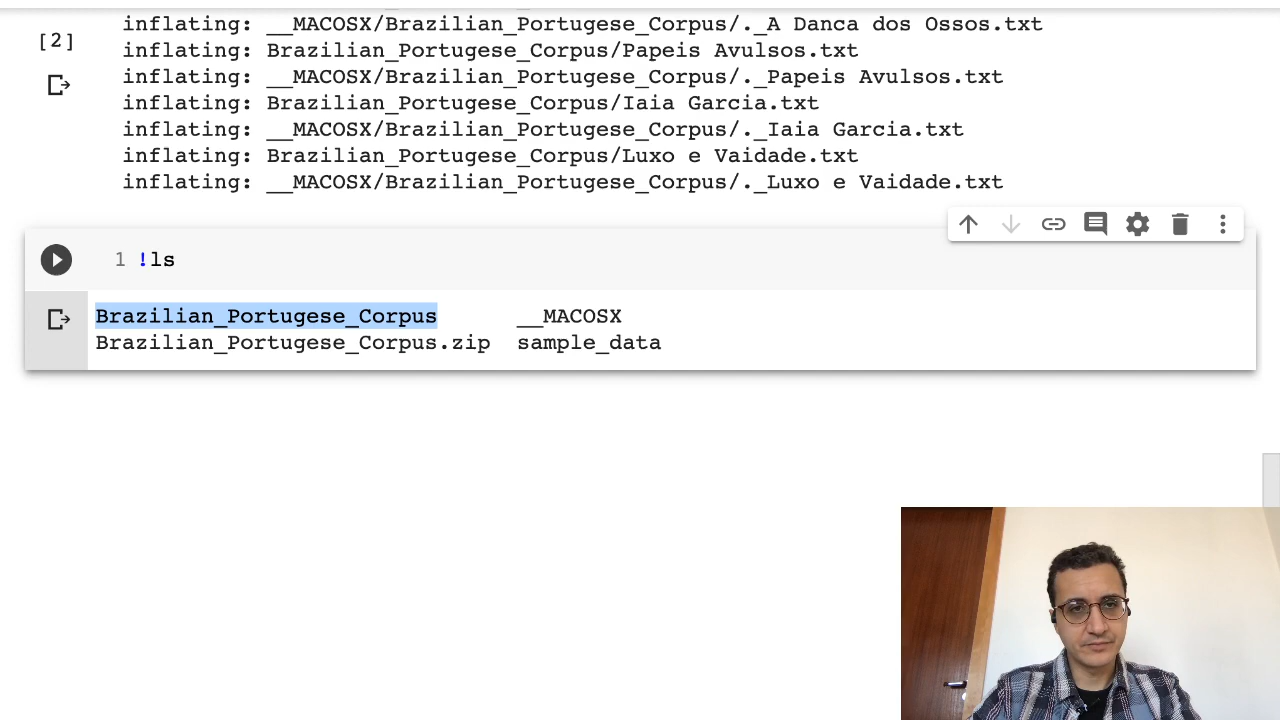 inflating: __MACOSX/Brazilian_Portugese_Corpus/._A Danca dos Ossos.txt
[2]
inflating: Brazilian_Portugese_Corpus/Papeis Avulsos.txt
inflating: __MACOSX/Brazilian_Portugese_Corpus/._Papeis Avulsos.txt
inflating: Brazilian_Portugese_Corpus/Iaia Garcia.txt
inflating: __MACOSX/Brazilian_Portugese_Corpus/._Iaia Garcia.txt
inflating: Brazilian_Portugese_Corpus/Luxo e Vaidade.txt
inflating: __MACOSX/Brazilian_Portugese_Corpus/._Luxo e Vaidade.txt
1 !ls
Brazilian_Portugese_Corpus __MACOSX
Brazilian_Portugese_Corpus.zip sample_data